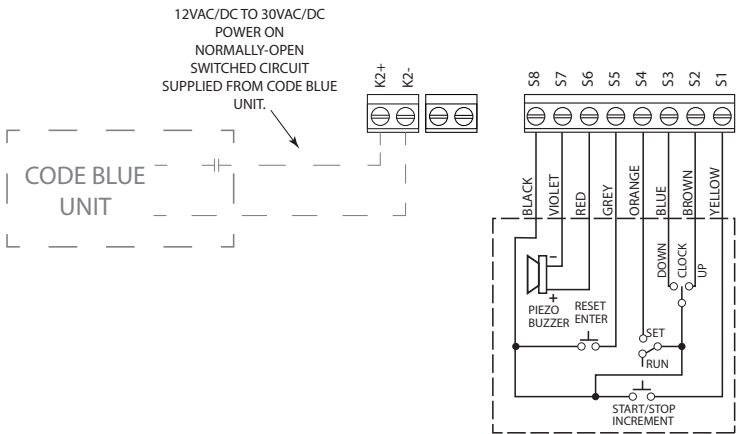 12VAC/DC TO 30VAC/DC
POWER ON
NORMALLY-OPEN
SWITCHED CIRCUIT
SUPPLIED FROM CODE BLUE
UNIT.
K2+
K2-
S8
S7
S6
S5
S4
S3
S2
S1
CODE BLUE
UNIT
BLACK
VIOLET
RED
GREY
ORANGE
BLUE
BROWN
YELLOW
DOWN
CLOCK
UP
-
+
PIEZO
BUZZER
RESET
ENTER
SET
RUN
START/STOP
INCREMENT